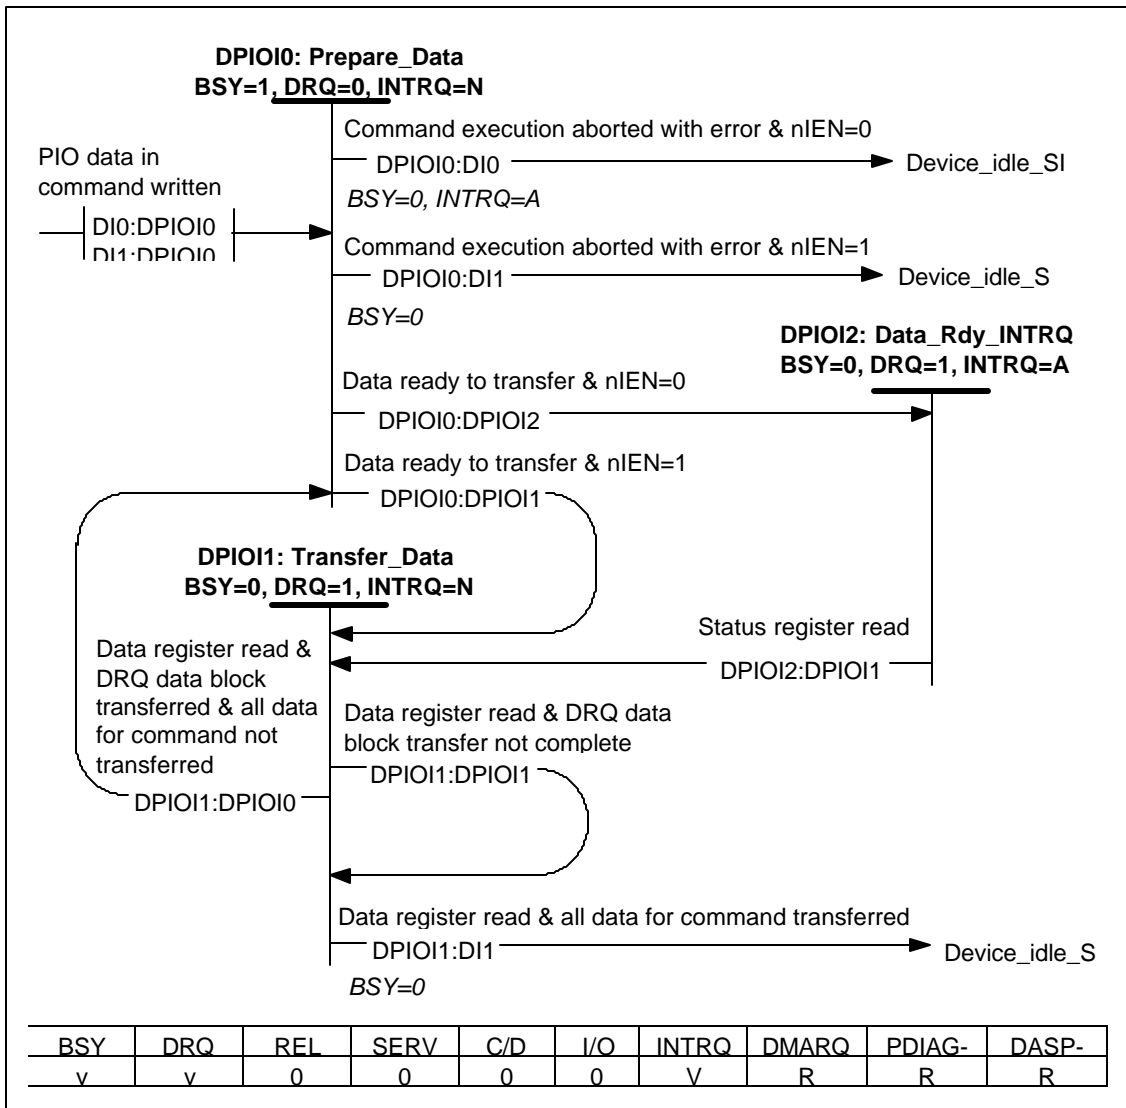 DPIOI0: Prepare_Data
BSY=1, DRQ=0, INTRQ=N
Command execution aborted with error & nIEN=0
DPIOI0:DI0
Device_idle_SI
BSY=0, INTRQ=A
PIO data in
command written
DI0:DPIOI0
DI1:DPIOI0
Command execution aborted with error & nIEN=1
DPIOI0:DI1
Device_idle_S
BSY=0
DPIOI2: Data_Rdy_INTRQ
BSY=0, DRQ=1, INTRQ=A
Data ready to transfer & nIEN=0
DPIOI0:DPIOI2
Data ready to transfer & nIEN=1
DPIOI0:DPIOI1
DPIOI1: Transfer_Data
BSY=0, DRQ=1, INTRQ=N
Status register read
DPIOI2:DPIOI1
Data register read &
DRQ data block
transferred & all data
for command not
transferred
DPIOI1:DPIOI0
Data register read & DRQ data
block transfer not complete
DPIOI1:DPIOI1
Data register read & all data for command transferred
DPIOI1:DI1
Device_idle_S
BSY=0
BSY DRQ REL SERV C/D I/O INTRQ DMARQ PDIAG- DASP-
v v 0 0 0 0 V R R R